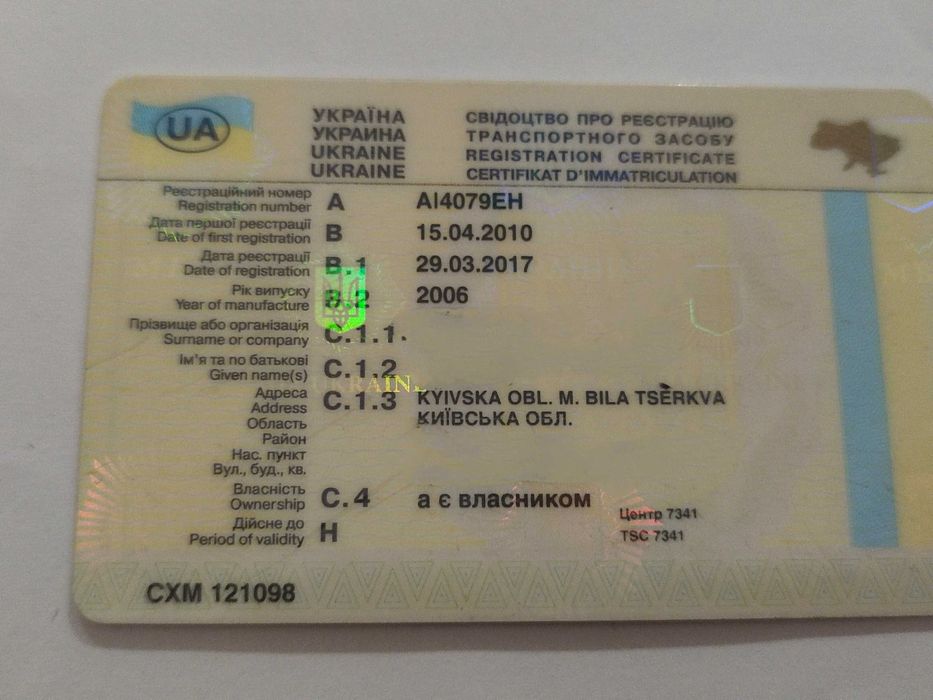 UA
УКРАЇНА
УКРАИНА
UKRAINE
UKRAINE
СВІДОЦТВО ПРО РЕЄСТРАЦІЮ
ТРАНСПОРТНОГО ЗАСОБУ
REGISTRATION CERTIFICATE
CERTIFIKAT D'IMMATRICULATION
Реєстраційний номер
Registration number A AI4079EH
Дата першої реєстрації
Date of first registration B 15.04.2010
Дата реєстрації
Date of registration B.1 29.03.2017
Рік випуску
Year of manufacture B.2 2006
Прізвище або організація
Surname or company C.1.1.
Ім'я та по батькові
Given name(s) C.1.2
UKRAINE
Адреса
Address C.1.3 KYIVSKA OBL. M. BILA TSERKVA
Область КИЇВСЬКА ОБЛ.
Район
Нас. пункт
Вул., буд., кв.
Власність
Ownership C.4 а є власником
Центр 7341
Дійсне до
Period of validity H TSC 7341
СХМ 121098